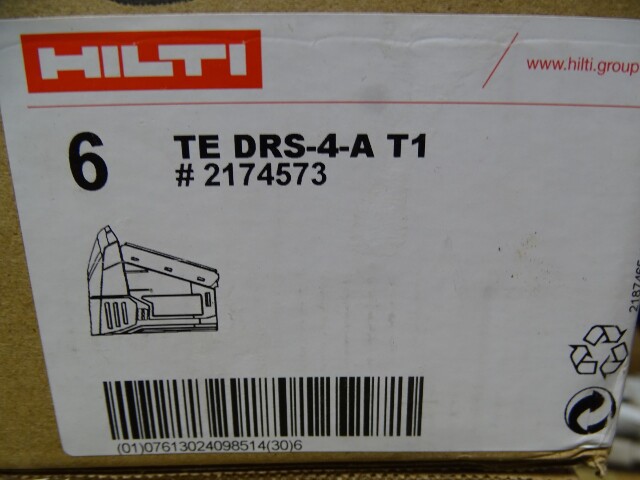 HILTI
www.hilti.group
6
TE DRS-4-A T1
# 2174573
(01)07613024098514(30)6